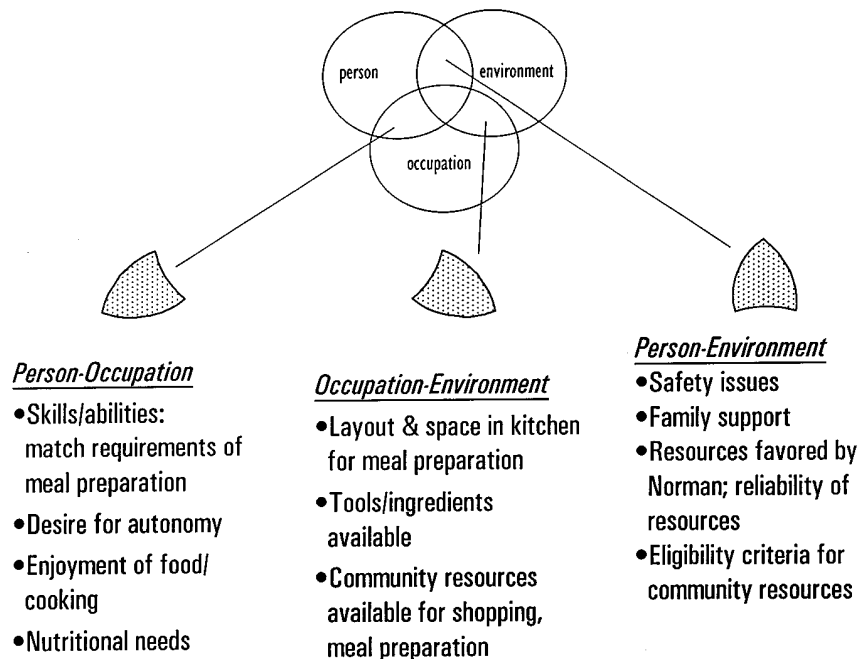 person
environment
occupation
Person-Occupation
•Skills/abilities:
match requirements of
meal preparation
•Desire for autonomy
•Enjoyment of food/
cooking
•Nutritional needs
Occupation-Environment
•Layout & space in kitchen
for meal preparation
•Tools/ingredients
available
•Community resources
available for shopping,
meal preparation
Person-Environment
•Safety issues
•Family support
•Resources favored by
Norman; reliability of
resources
•Eligibility criteria for
community resources